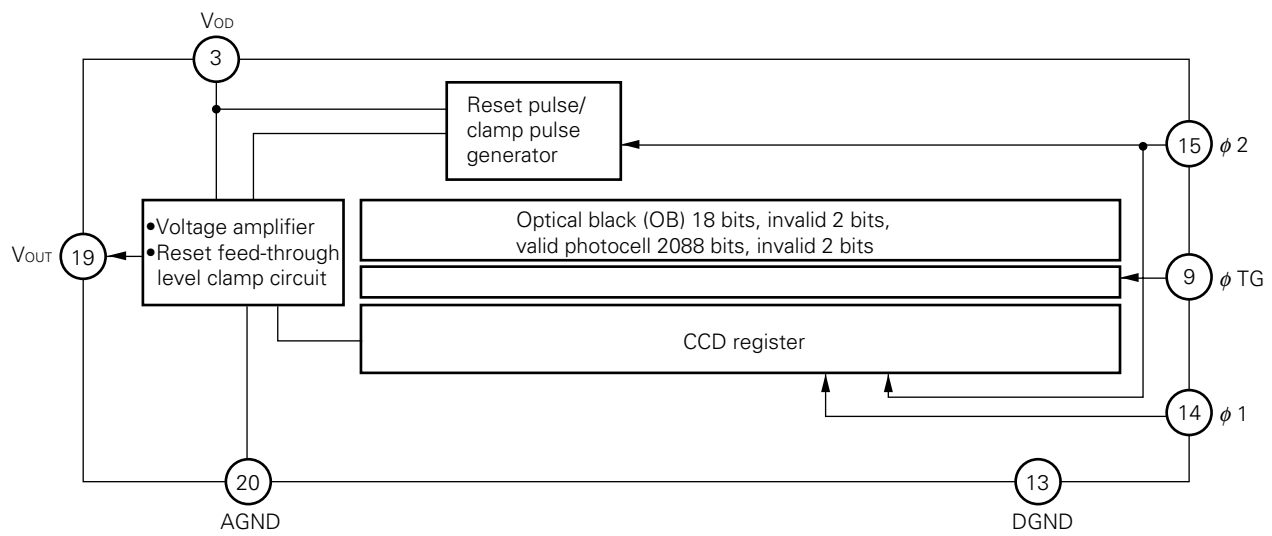 VOD
3
Reset pulse/
clamp pulse
generator
15
ϕ 2
•Voltage amplifier
•Reset feed-through
level clamp circuit
Optical black (OB) 18 bits, invalid 2 bits,
valid photocell 2088 bits, invalid 2 bits
VOUT
19
9
ϕ TG
CCD register
14
ϕ 1
20
AGND
13
DGND